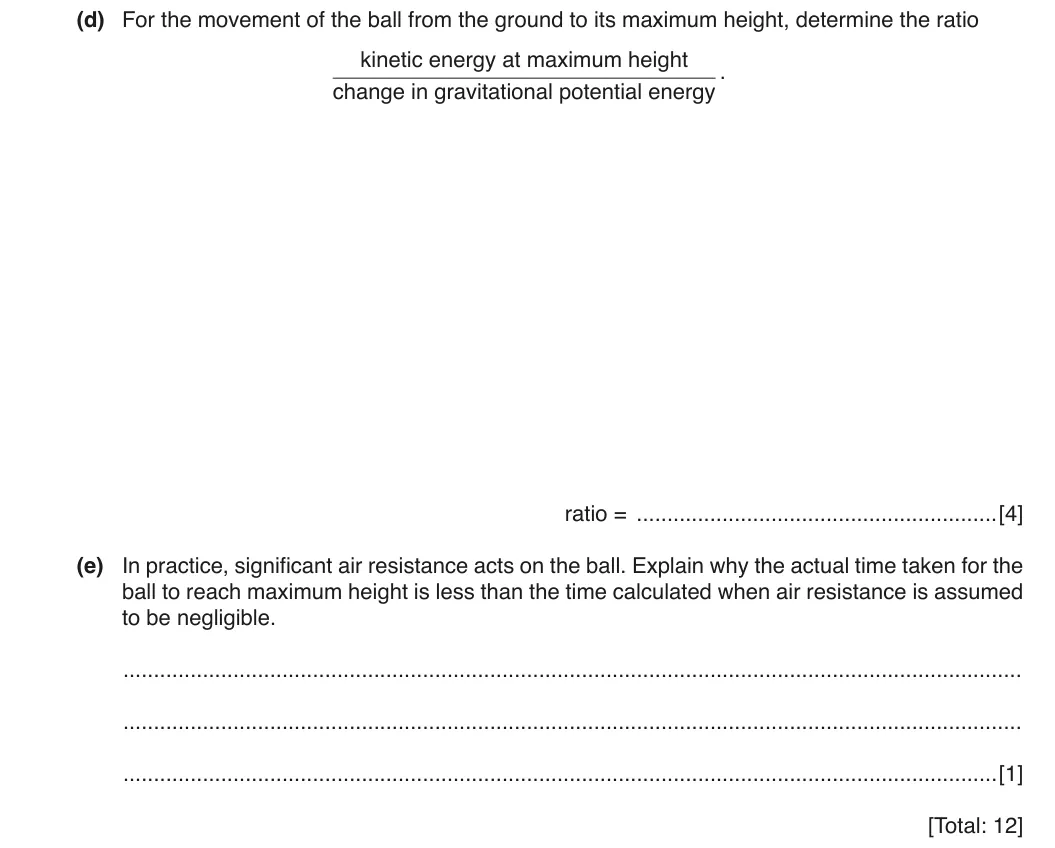 (d) For the movement of the ball from the ground to its maximum height, determine the ratio
kinetic energy at maximum height
change in gravitational potential energy .
ratio = ............................................................[4]
(e) In practice, significant air resistance acts on the ball. Explain why the actual time taken for the
ball to reach maximum height is less than the time calculated when air resistance is assumed
to be negligible.
......................................................................................................................................................
......................................................................................................................................................
..................................................................................................................................................[1]
[Total: 12]